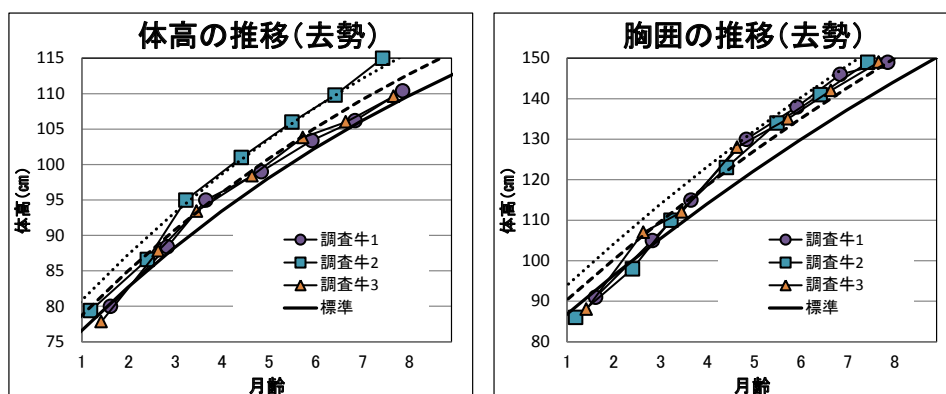 体高の推移(去勢)
体高(㎝)
115
110
105
100
95
90
85
80
75
調査牛1
調査牛2
調査牛3
標準
1 2 3 4 5 6 7 8
月齢
胸囲の推移(去勢)
体高(㎝)
150
140
130
120
110
100
90
80
調査牛1
調査牛2
調査牛3
標準
1 2 3 4 5 6 7 8
月齢